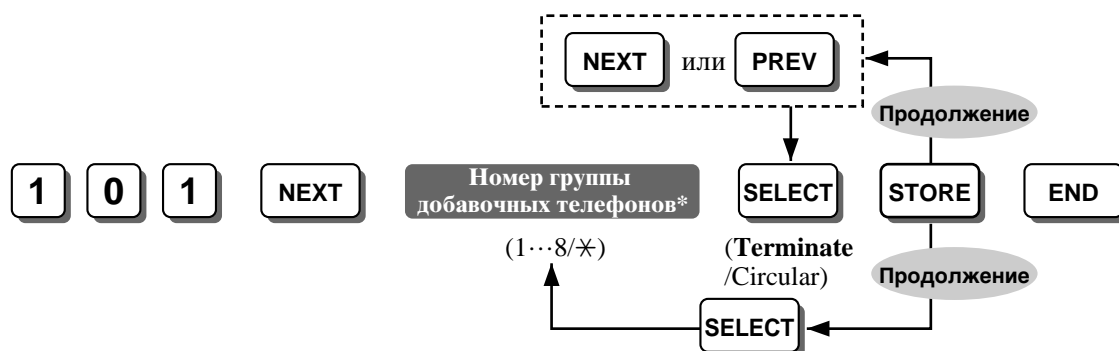 NEXT или PREV
Продолжение
1 0 1 NEXT Номер группы добавочных телефонов* SELECT STORE END
(1···8/✳) (Terminate
/Circular)
Продолжение
SELECT